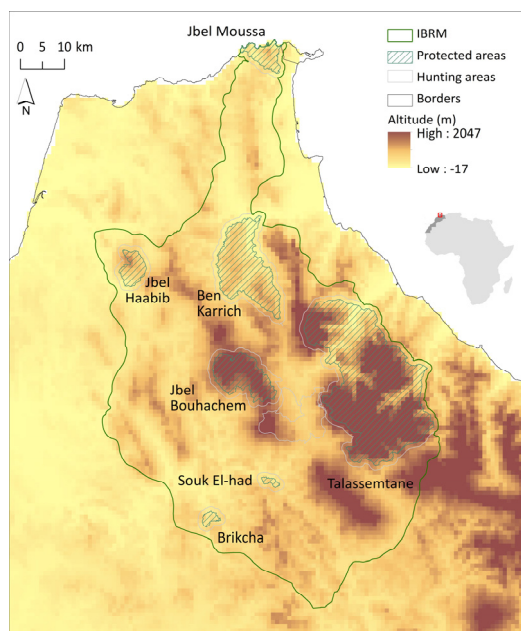 Jbel Moussa
0 5 10 km
N
IBRM
Protected areas
Hunting areas
Borders
Altitude (m)
High : 2047
Low : -17
Jbel
Haabib
Ben
Karrich
Jbel
Bouhachem
Souk El-had
Talassemtane
Brikcha